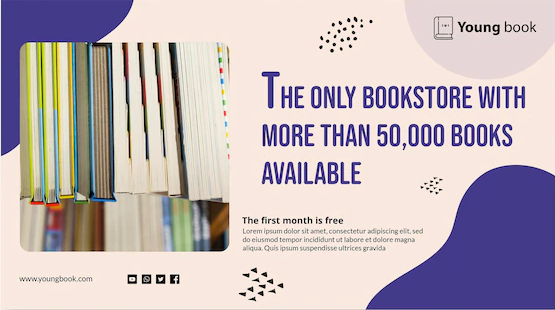 Young book
THE ONLY BOOKSTORE WITH
MORE THAN 50,000 BOOKS
AVAILABLE
The first month is free
Lorem ipsum dolor sit amet, consectetur adipiscing elit, sed
do eiusmod tempor incididunt ut labore et dolore magna
aliqua. Quis ipsum suspendisse ultrices gravida
www.youngbook.com